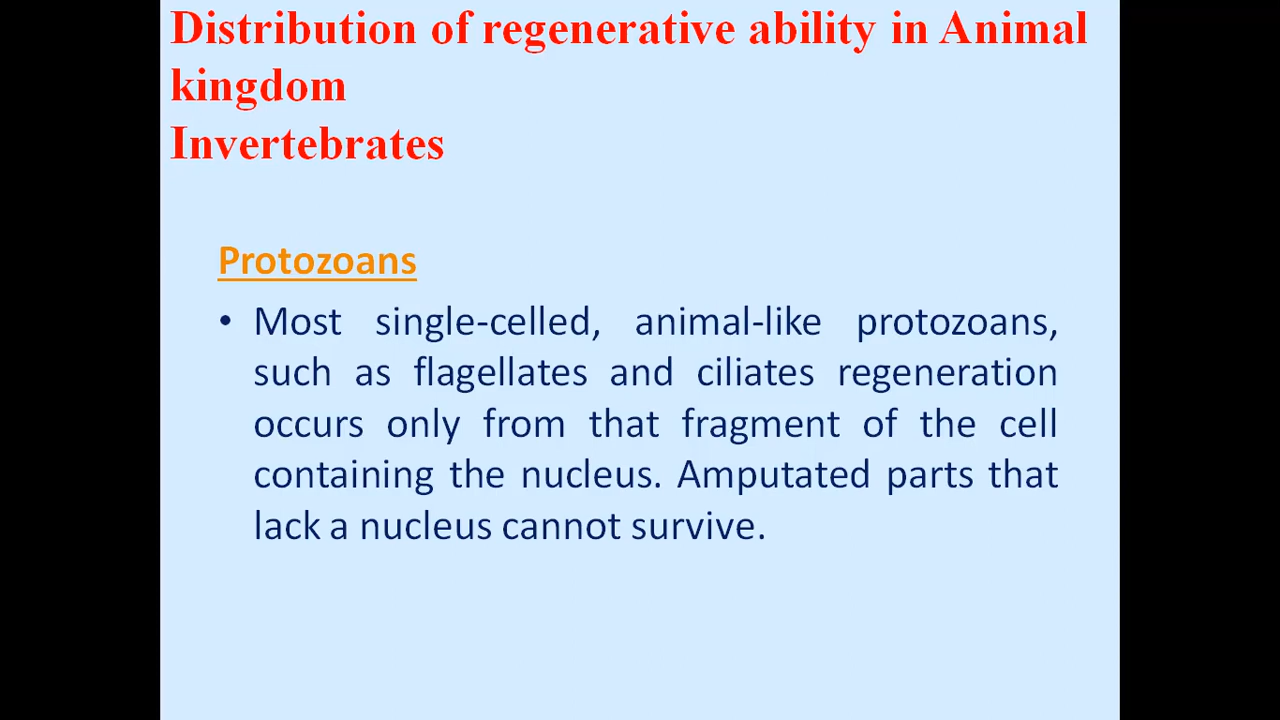 Distribution of regenerative ability in Animal
kingdom
Invertebrates
Protozoans
• Most single-celled, animal-like protozoans,
such as flagellates and ciliates regeneration
occurs only from that fragment of the cell
containing the nucleus. Amputated parts that
lack a nucleus cannot survive.